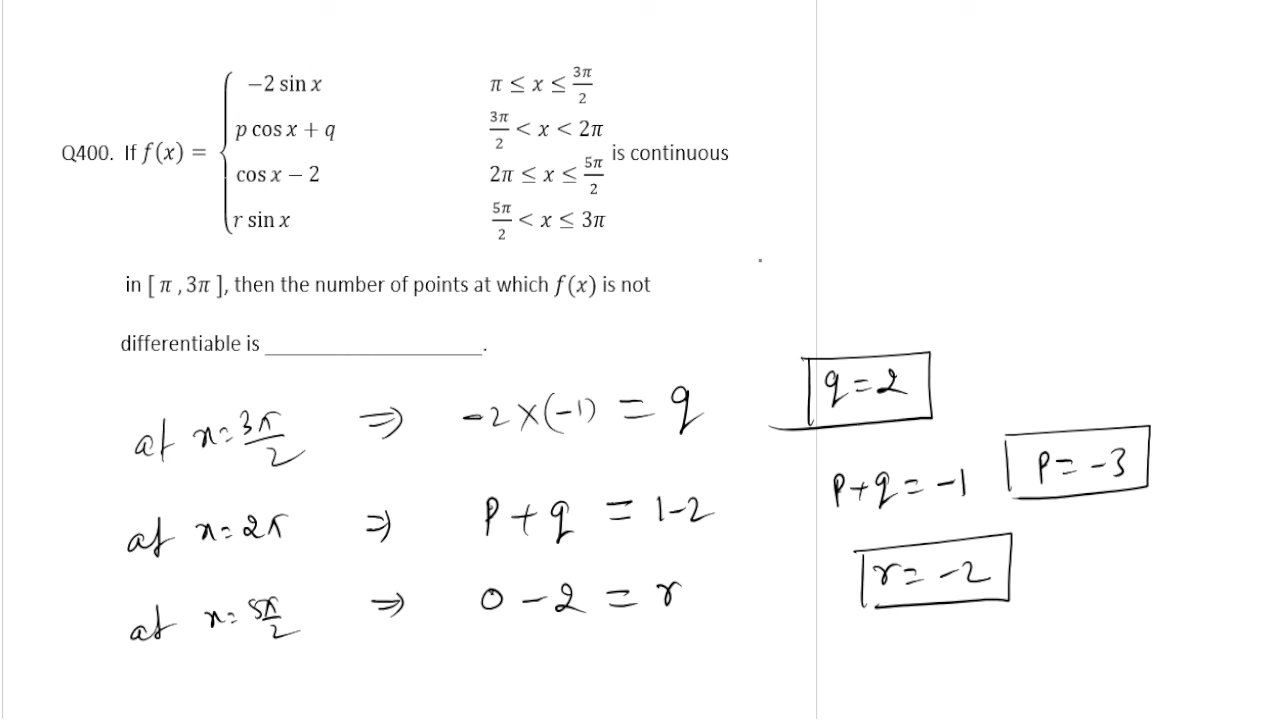 −2 sin x    π ≤ x ≤ 3π/2
p cos x + q    3π/2 < x < 2π
Q400. If f(x) = { is continuous
cos x − 2    2π ≤ x ≤ 5π/2
r sin x    5π/2 < x ≤ 3π
in [ π , 3π ], then the number of points at which f(x) is not
differentiable is ____________________.
at x = 3π/2 ⇒ -2×(-1) = q    q = 2
p+q = -1    p = -3
at x = 2π ⇒ p + q = 1-2
r = -2
at x = 5π/2 ⇒ 0 - 2 = r